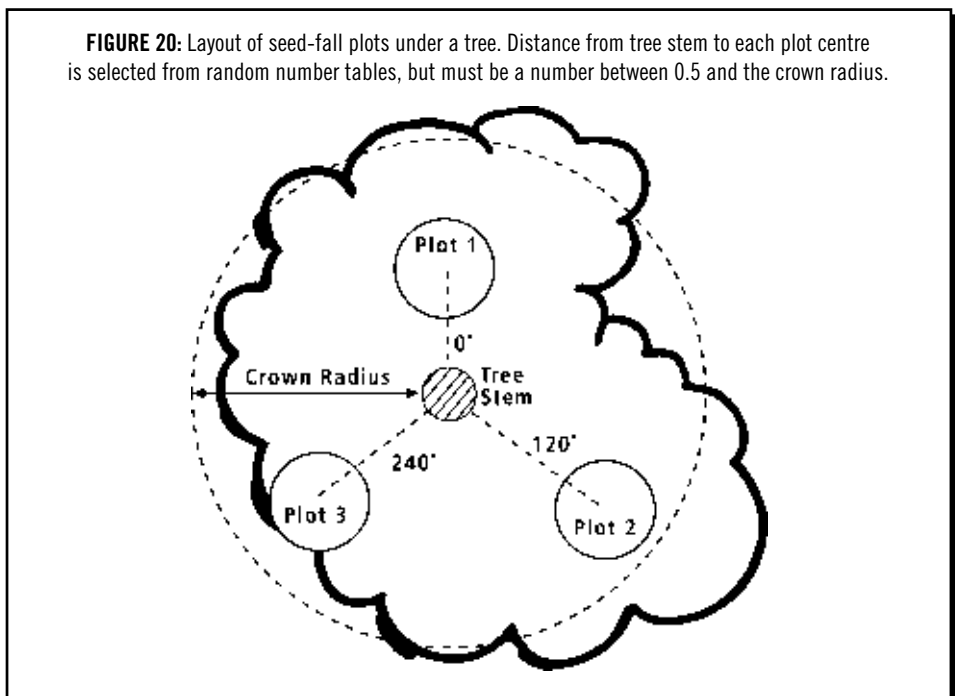 FIGURE 20: Layout of seed-fall plots under a tree. Distance from tree stem to each plot centre
is selected from random number tables, but must be a number between 0.5 and the crown radius.
Plot 1
0°
Crown Radius
Tree
Stem
120°
240°
Plot 3
Plot 2